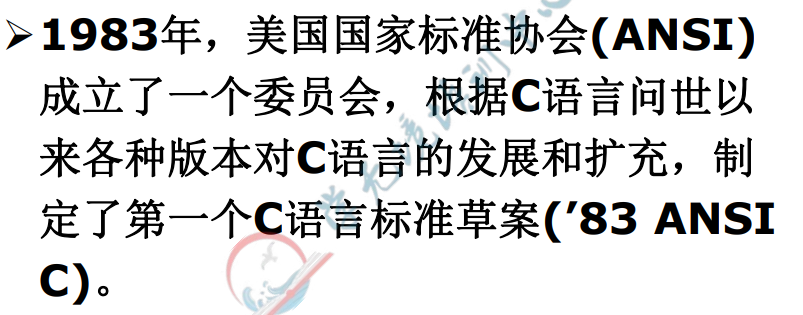 ➢1983年，美国国家标准协会(ANSI)
成立了一个委员会，根据C语言问世以
来各种版本对C语言的发展和扩充，制
定了第一个C语言标准草案(’83 ANSI
C)。